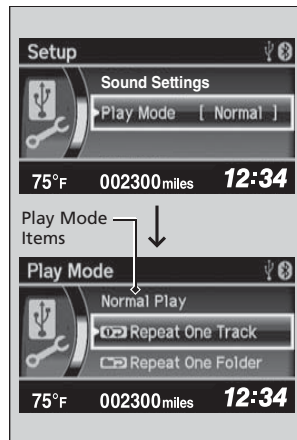 Setup
Sound Settings
Play Mode [ Normal ]
75°F 002300 miles 12:34
Play Mode
Items
Play Mode
Normal Play
Repeat One Track
Repeat One Folder
75°F 002300 miles 12:34